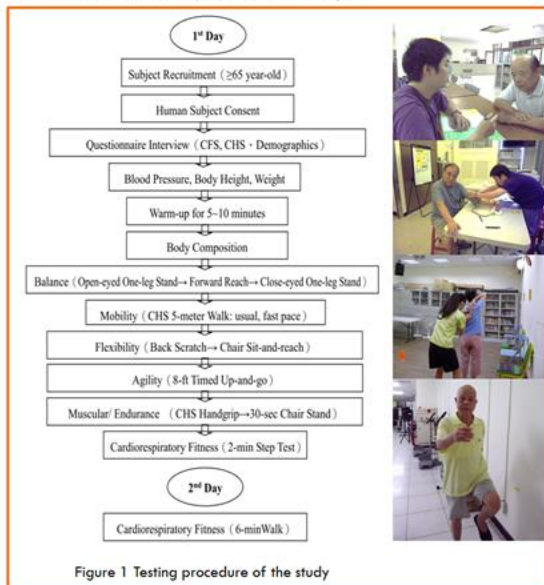 1st Day
Subject Recruitment (≥65 year-old)
Human Subject Consent
Questionnaire Interview (CFS, CHS、Demographics)
Blood Pressure, Body Height, Weight
Warm-up for 5~10 minutes
Body Composition
Balance (Open-eyed One-leg Stand→ Forward Reach→ Close-eyed One-leg Stand)
Mobility (CHS 5-meter Walk: usual, fast pace)
Flexibility (Back Scratch→ Chair Sit-and-reach)
Agility (8-ft Timed Up-and-go)
Muscular/ Endurance (CHS Handgrip→30-sec Chair Stand)
Cardiorespiratory Fitness (2-min Step Test)
2nd Day
Cardiorespiratory Fitness (6-minWalk)
Figure 1 Testing procedure of the study